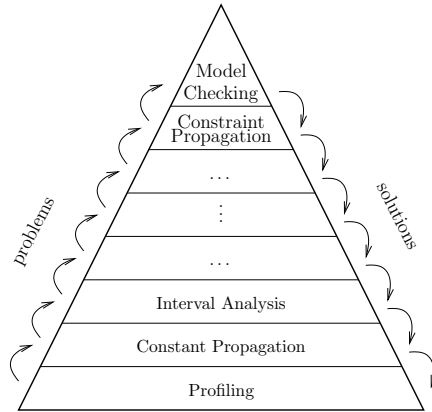 Model
Checking
Constraint
Propagation
...
⋮
...
Interval Analysis
Constant Propagation
Profiling
problems
solutions